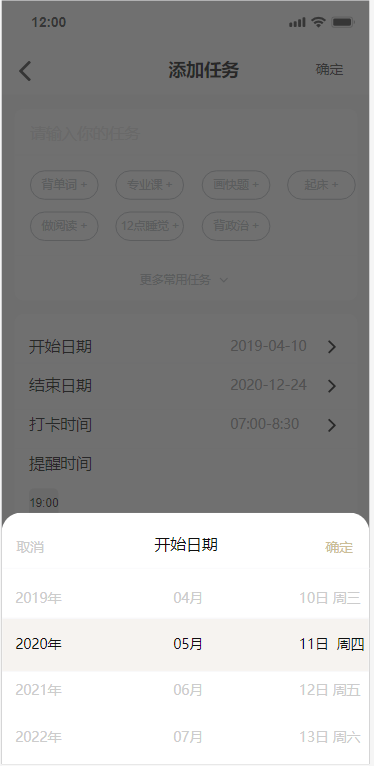 12:00
添加任务 确定
请输入你的任务
背单词 + 专业课 + 画快题 + 起床 +
做阅读 + 12点睡觉 + 背政治 +
更多常用任务
开始日期 2019-04-10
结束日期 2020-12-24
打卡时间 07:00-8:30
提醒时间
19:00
取消 开始日期 确定
2019年 04月 10日 周三
2020年 05月 11日 周四
2021年 06月 12日 周五
2022年 07月 13日 周六